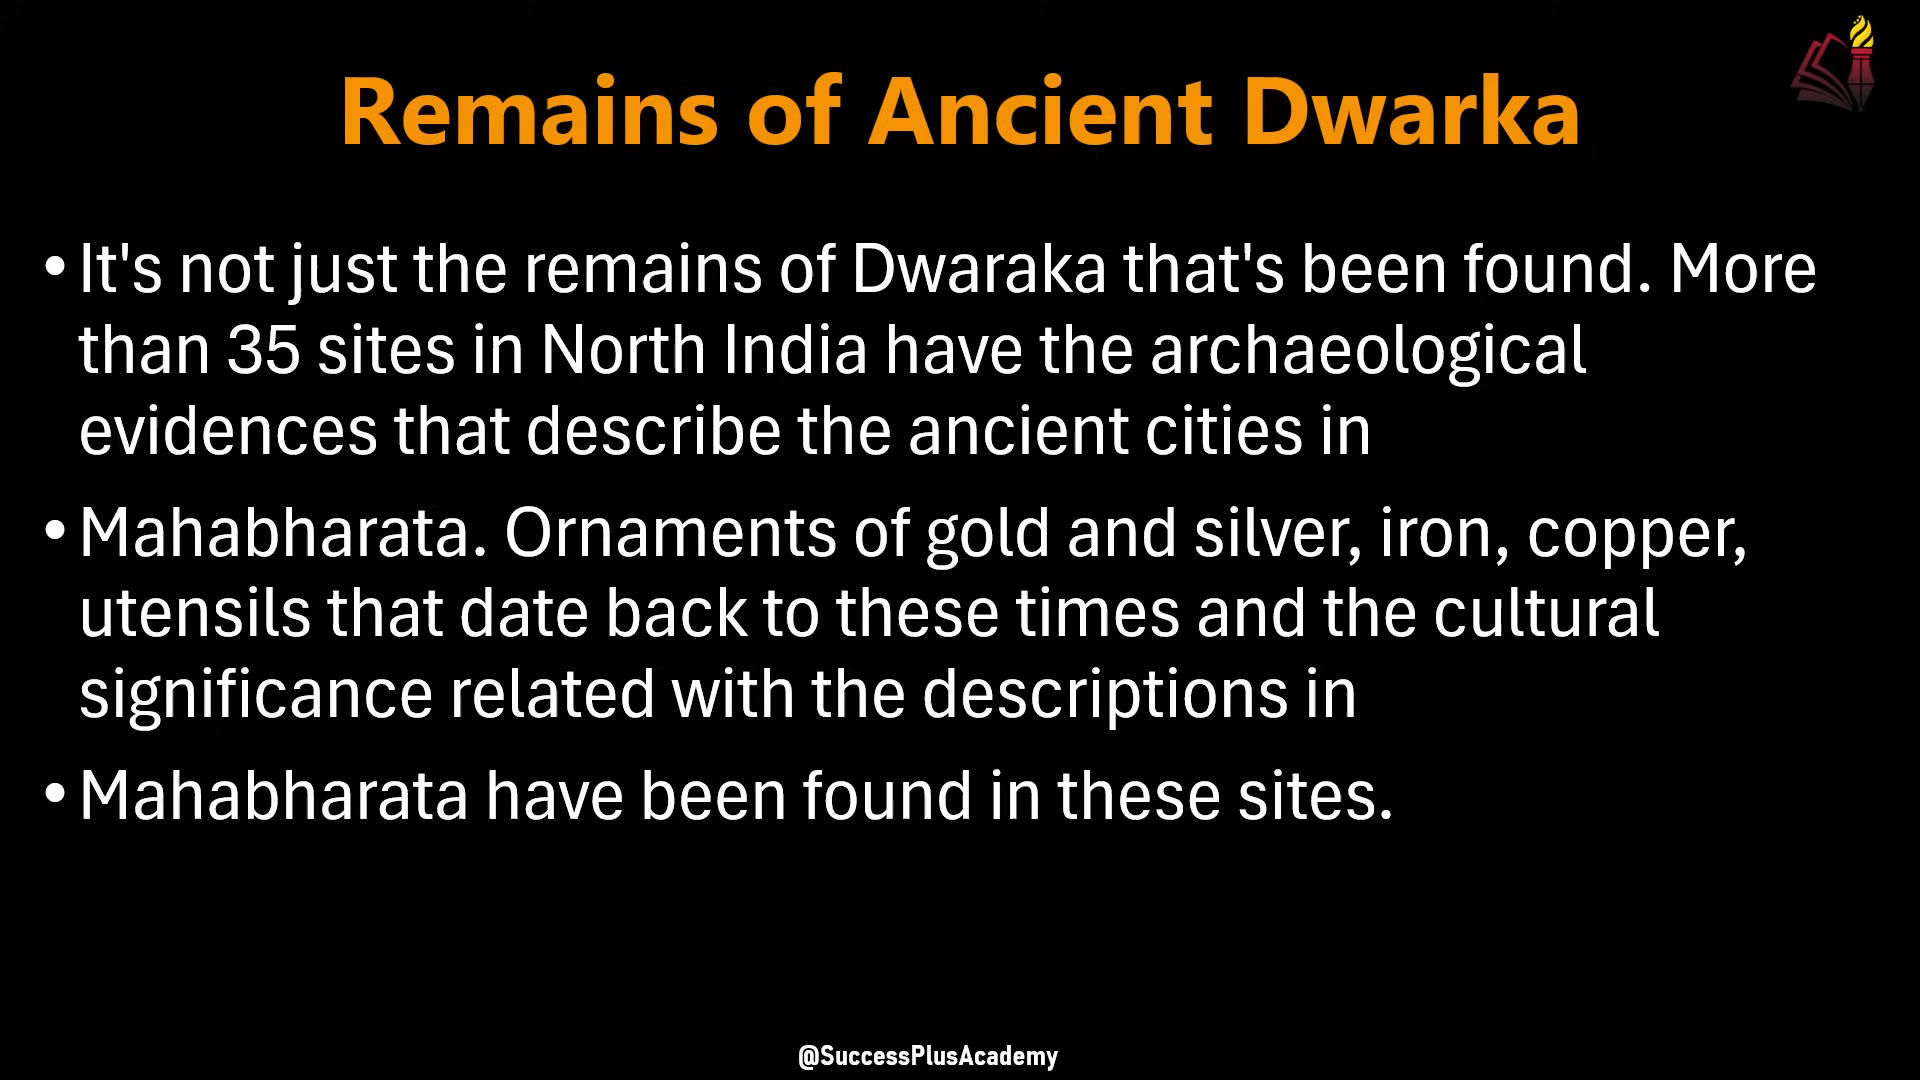 Remains of Ancient Dwarka
• It's not just the remains of Dwaraka that's been found. More
than 35 sites in North India have the archaeological
evidences that describe the ancient cities in
• Mahabharata. Ornaments of gold and silver, iron, copper,
utensils that date back to these times and the cultural
significance related with the descriptions in
• Mahabharata have been found in these sites.
@SuccessPlusAcademy